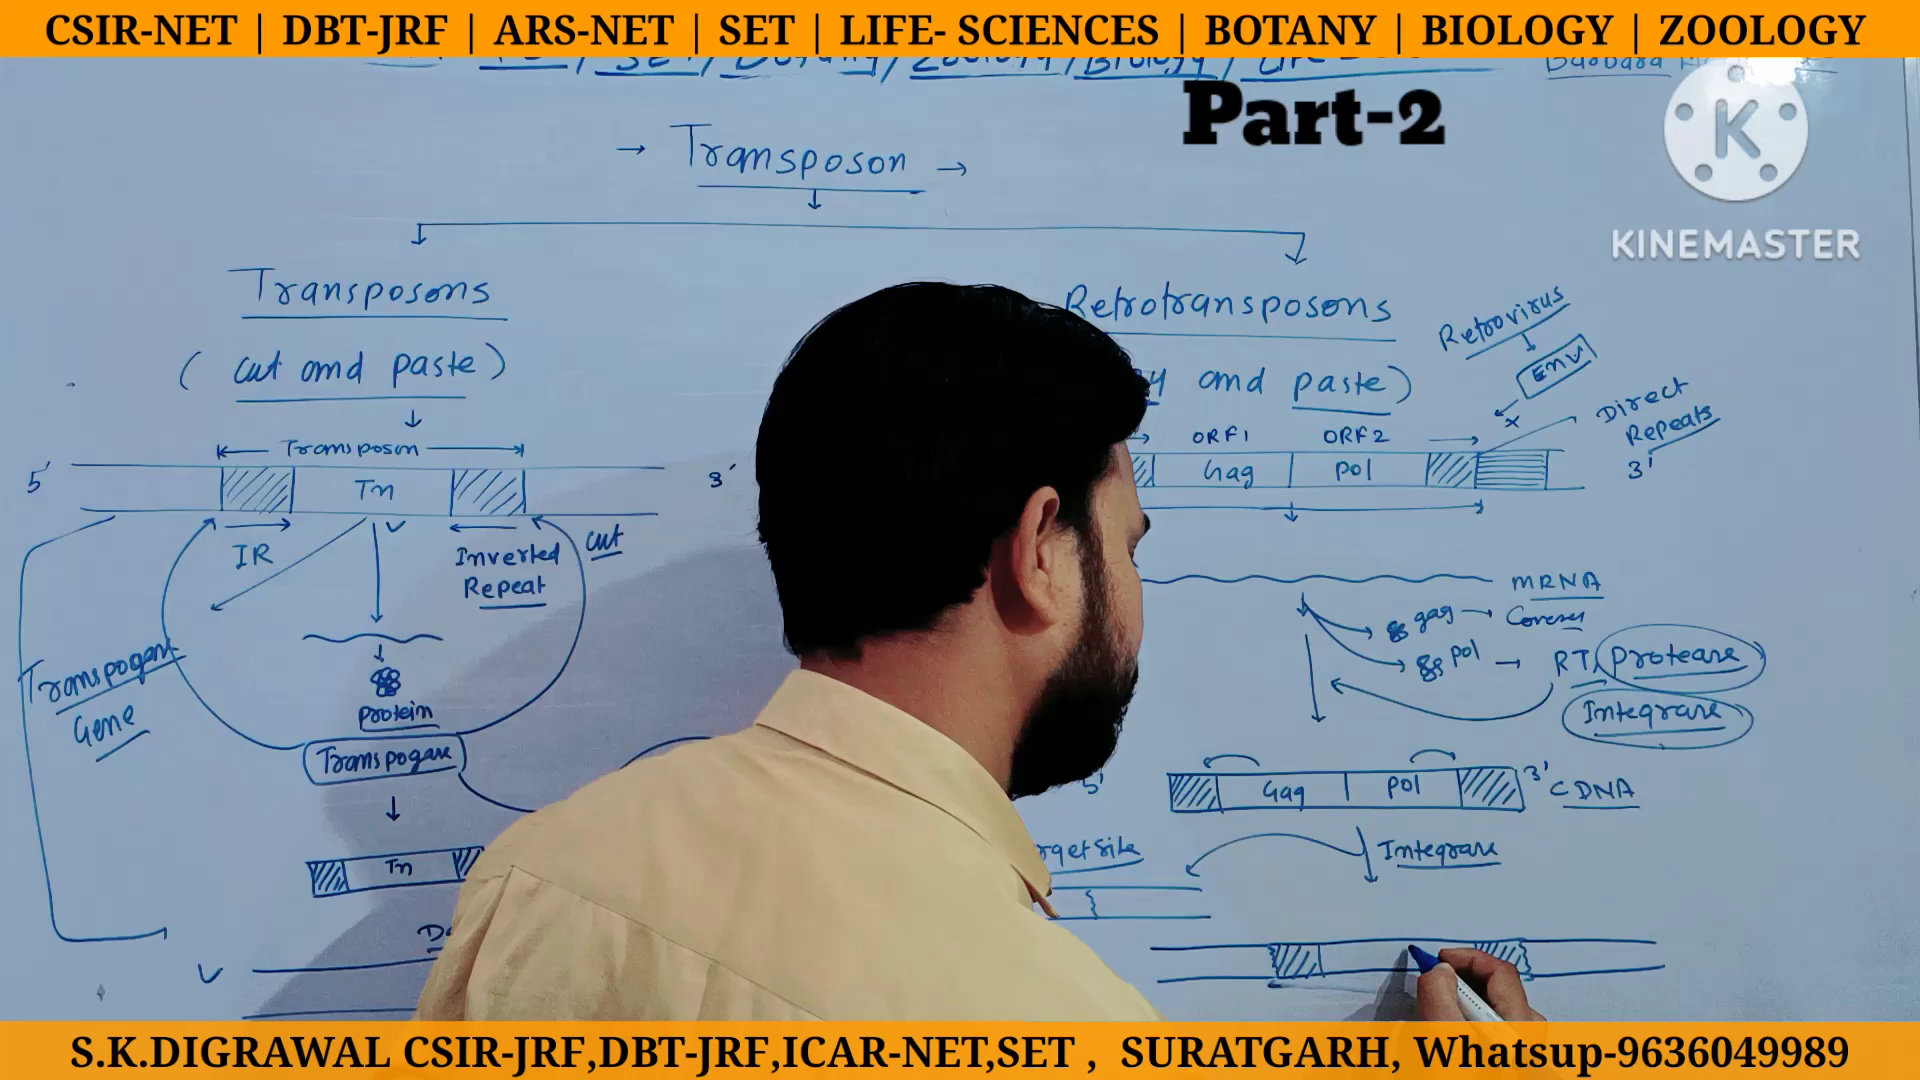 CSIR-NET | DBT-JRF | ARS-NET | SET | LIFE- SCIENCES | BOTANY | BIOLOGY | ZOOLOGY
Part-2
K
KINEMASTER
→ Transposon →
Transposons
(cut and paste)
Retrotransposons
and paste)
Retrovirus
Env
x
Direct
Repeats
3'
Transposon
5'
Tn
3'
IR
Inverted
Repeat
cut
Transpogase
Gene
Protein
Transpogase
Tn
ORF1 ORF2
Gag Pol
mRNA
gag →
pol → RT, Protease
Integrase
5'
Gag Pol
3'
CDNA
Integrase
S.K.DIGRAWAL CSIR-JRF,DBT-JRF,ICAR-NET,SET , SURATGARH, Whatsup-9636049989